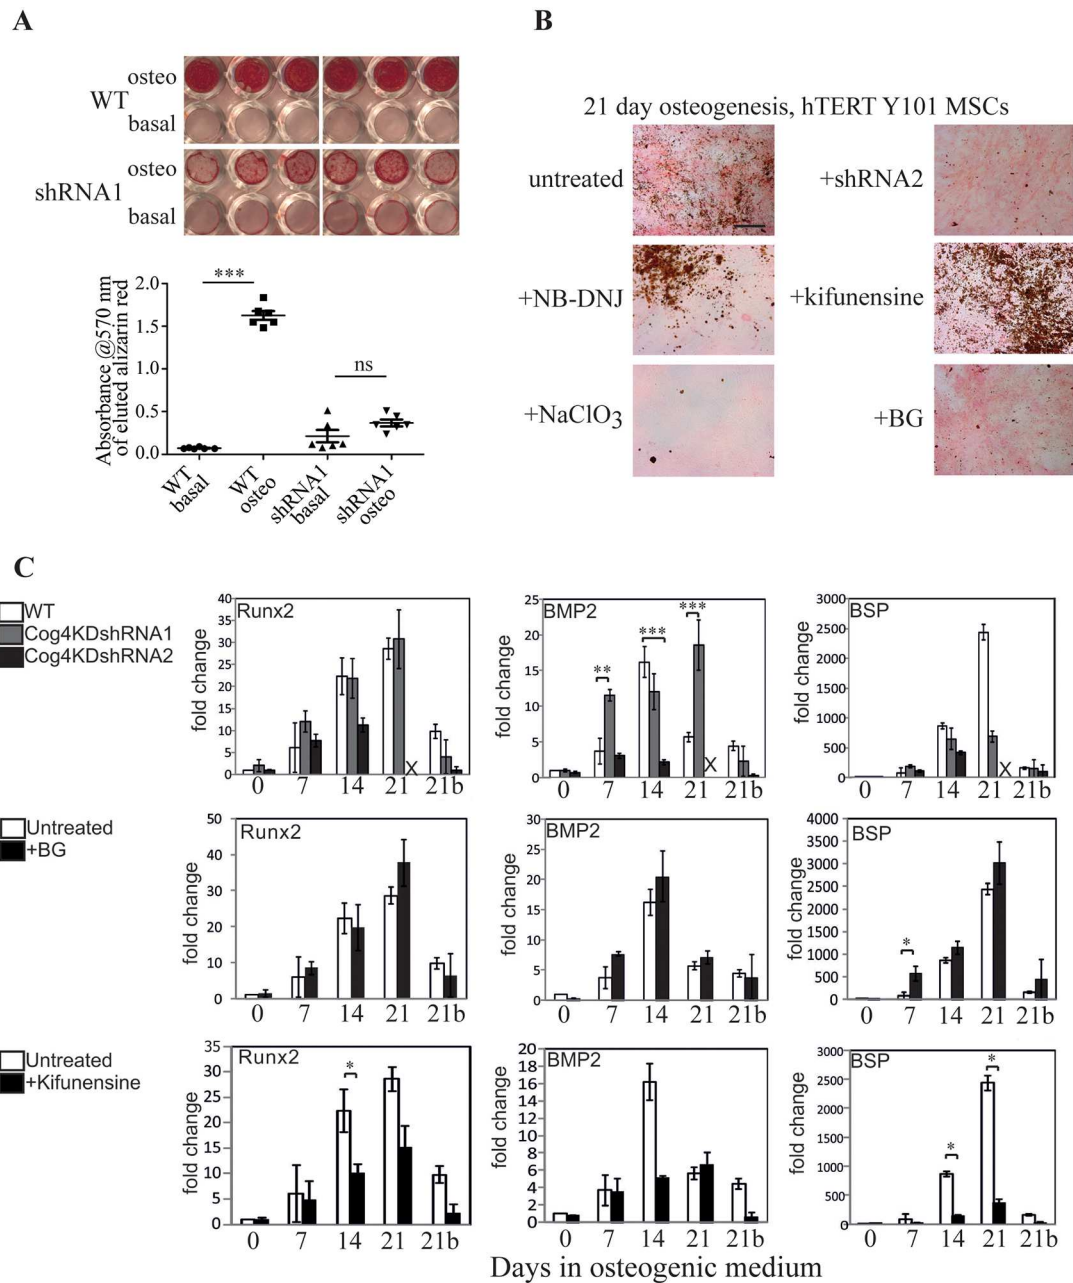 A
osteo
WT
basal
osteo
shRNA1
basal
Absorbance @570 nm
of eluted alizarin red
2.0
1.5
1.0
0.5
0.0
***
ns
WT
basal
WT
osteo
shRNA1
basal
shRNA1
osteo
B
21 day osteogenesis, hTERT Y101 MSCs
untreated
+shRNA2
+NB-DNJ
+kifunensine
+NaClO3
+BG
C
WT
Cog4KDshRNA1
Cog4KDshRNA2
Runx2
fold change
40
35
30
25
20
15
10
5
0
X
0 7 14 21 21b
BMP2
fold change
25
20
15
10
5
0
**
***
***
X
0 7 14 21 21b
BSP
fold change
3000
2500
2000
1500
1000
500
0
X
0 7 14 21 21b
Untreated
+BG
Runx2
fold change
50
40
30
20
10
0
0 7 14 21 21b
BMP2
fold change
30
25
20
15
10
5
0
0 7 14 21 21b
BSP
fold change
4000
3500
3000
2500
2000
1500
1000
500
0
*
0 7 14 21 21b
Untreated
+Kifunensine
Runx2
fold change
35
30
25
20
15
10
5
0
*
0 7 14 21 21b
BMP2
fold change
20
18
16
14
12
10
8
6
4
2
0
0 7 14 21 21b
BSP
fold change
3000
2500
2000
1500
1000
500
0
*
*
0 7 14 21 21b
Days in osteogenic medium